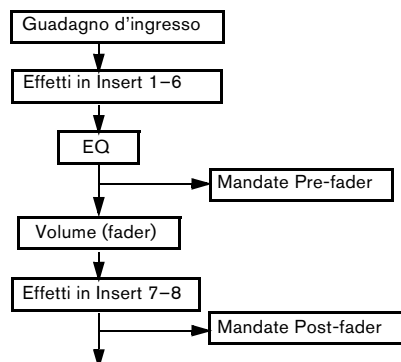 Guadagno d’ingresso
Effetti in Insert 1–6
EQ
Mandate Pre-fader
Volume (fader)
Effetti in Insert 7–8
Mandate Post-fader